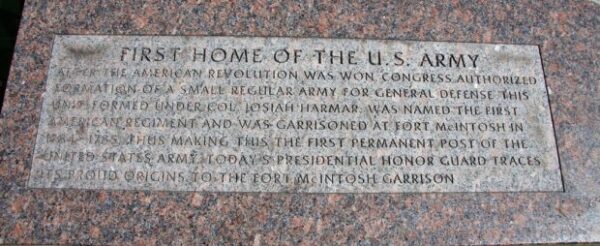 FIRST HOME OF THE U.S. ARMY
AFTER THE AMERICAN REVOLUTION WAS WON, CONGRESS AUTHORIZED
FORMATION OF A SMALL REGULAR ARMY FOR GENERAL DEFENSE. THIS
UNIT, FORMED UNDER COL. JOSIAH HARMAR, WAS NAMED THE FIRST
AMERICAN REGIMENT AND WAS GARRISONED AT FORT McINTOSH IN
1784-1785, THUS MAKING THIS THE FIRST PERMANENT POST OF THE
UNITED STATES ARMY. TODAY'S PRESIDENTIAL HONOR GUARD TRACES
ITS PROUD ORIGINS TO THE FORT McINTOSH GARRISON